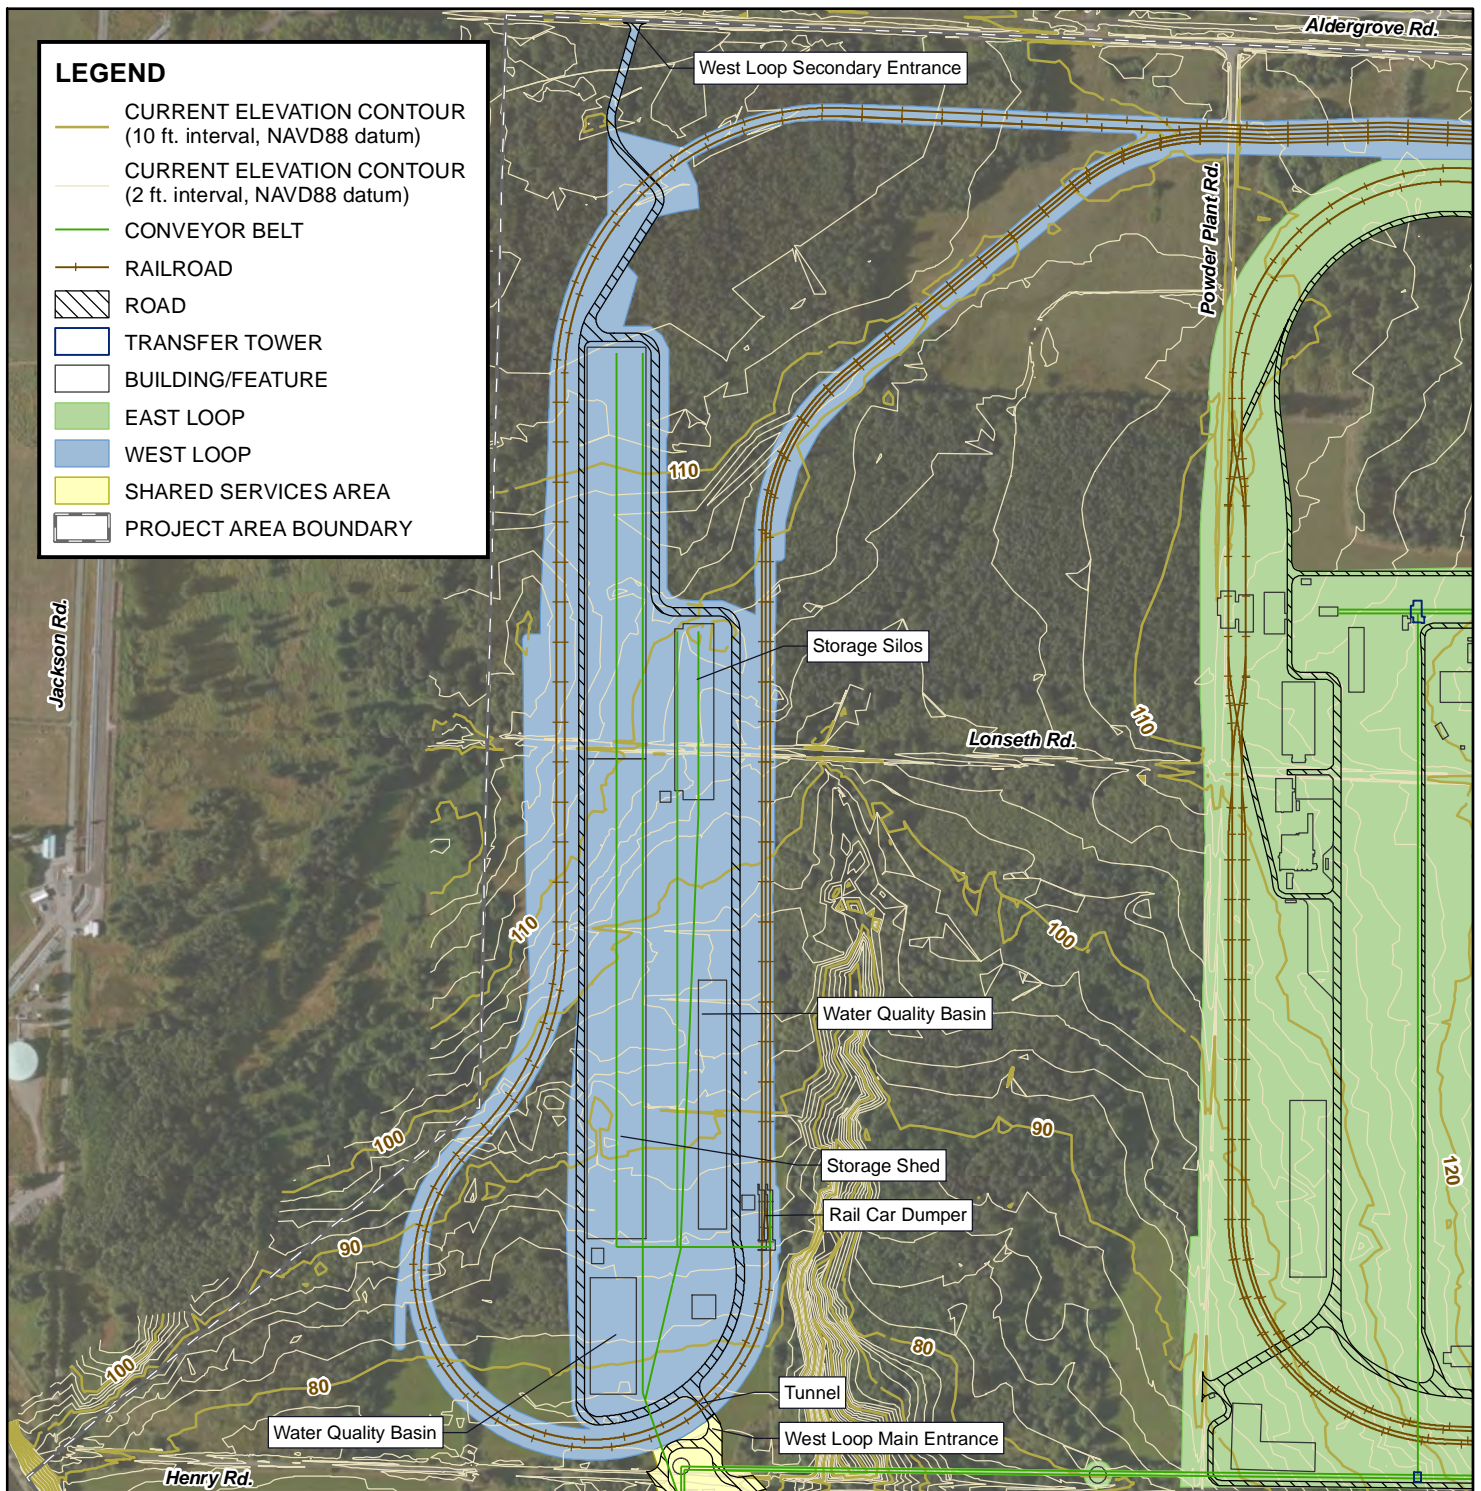 Aldergrove Rd.
LEGEND
West Loop Secondary Entrance
CURRENT ELEVATION CONTOUR
(10 ft. interval, NAVD88 datum)
CURRENT ELEVATION CONTOUR
(2 ft. interval, NAVD88 datum)
CONVEYOR BELT
RAILROAD
ROAD
TRANSFER TOWER
BUILDING/FEATURE
EAST LOOP
WEST LOOP
SHARED SERVICES AREA
PROJECT AREA BOUNDARY
Powder Plant Rd.
110
Jackson Rd.
Storage Silos
110
Lonseth Rd.
110
100
Water Quality Basin
100
90
Storage Shed
120
Rail Car Dumper
90
80
100
80
Tunnel
Water Quality Basin
West Loop Main Entrance
Henry Rd.